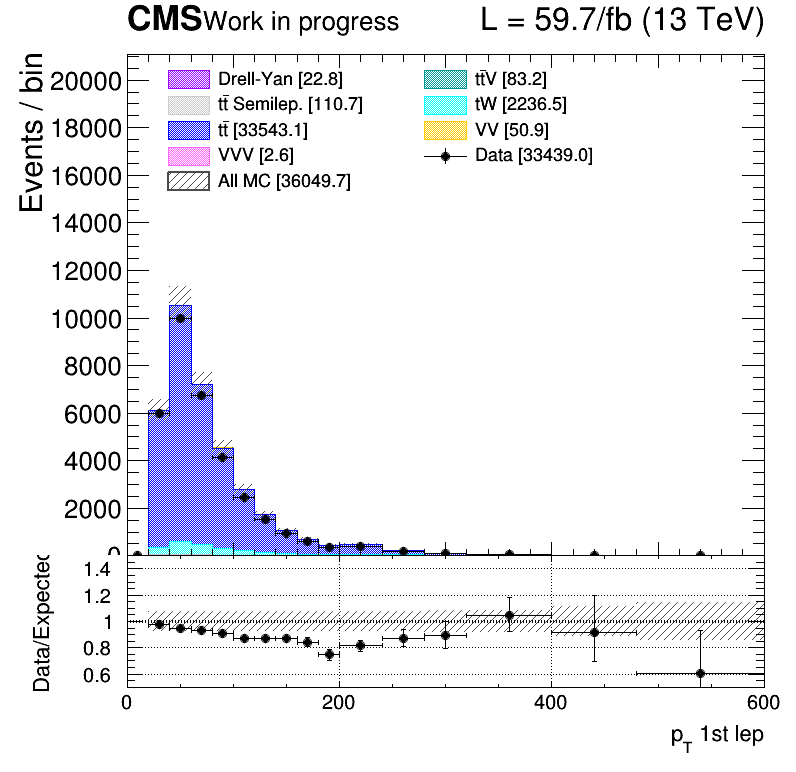 CMS Work in progress L = 59.7/fb (13 TeV)
Events / bin
20000
18000
16000
14000
12000
10000
8000
6000
4000
2000
0
Drell-Yan [22.8]
tt̄ Semilep. [110.7]
tt̄ [33543.1]
VVV [2.6]
All MC [36049.7]
tt̄V [83.2]
tW [2236.5]
VV [50.9]
Data [33439.0]
Data/Expected
1.4
1.2
1
0.8
0.6
0 200 400 600
p_T 1st lep